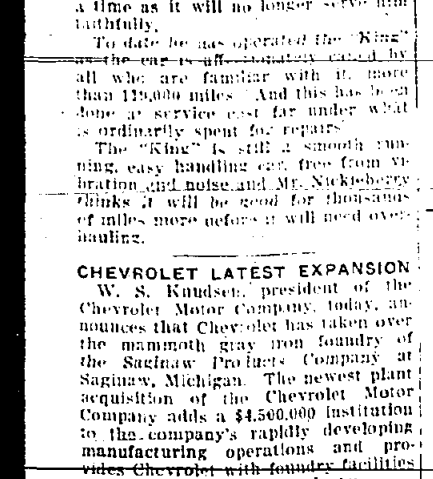 a time as it will no longer serve him
faithfully.
To date he has operated the "King"
as the car is affectionately called by
all who are familiar with it, more
than 119,000 miles. And this has been
done at service cost far under what
is ordinarily spent for repairs.
The "King" is still a smooth run-
ning, easy handling car, free from vi-
bration and noise and Mr. Nickleberry
thinks it will be good for thousands
of miles more before it will need over-
hauling.
CHEVROLET LATEST EXPANSION
W. S. Knudsen, president of the
Chevrolet Motor Company, today, an-
nounces that Chevrolet has taken over
the mammoth gray iron foundry of
the Saginaw Products Company at
Saginaw, Michigan. The newest plant
acquisition of the Chevrolet Motor
Company adds a $4,500,000 institution
to the company's rapidly developing
manufacturing operations and pro-
vides Chevrolet with foundry facilities